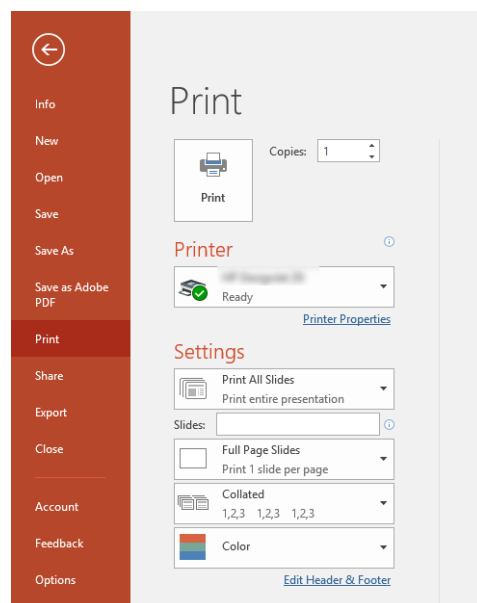 Info
New
Open
Save
Save As
Save as Adobe
PDF
Print
Share
Export
Close
Account
Feedback
Options
Print
Copies: 1
Print
Printer
Ready
Printer Properties
Settings
Print All Slides
Print entire presentation
Slides:
Full Page Slides
Print 1 slide per page
Collated
1,2,3 1,2,3 1,2,3
Color
Edit Header & Footer